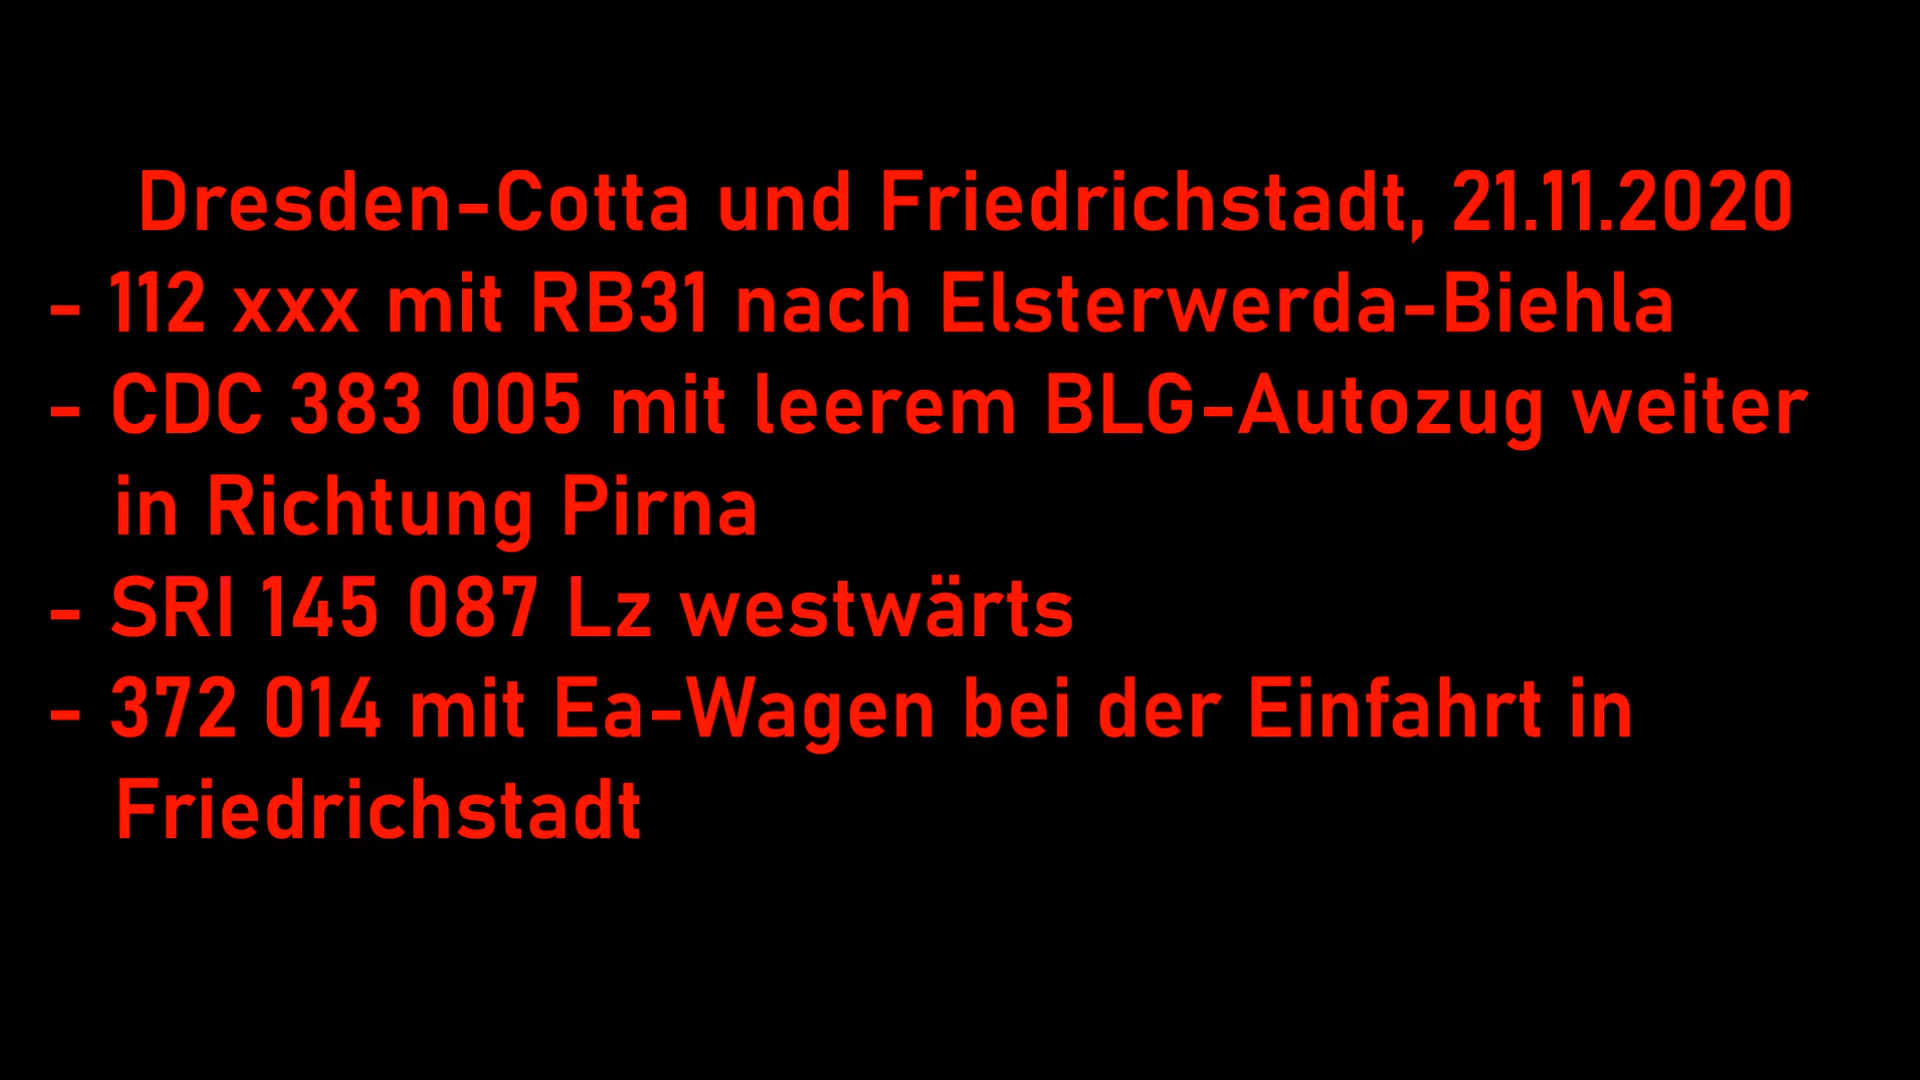 Dresden-Cotta und Friedrichstadt, 21.11.2020
- 112 xxx mit RB31 nach Elsterwerda-Biehla
- CDC 383 005 mit leerem BLG-Autozug weiter
in Richtung Pirna
- SRI 145 087 Lz westwärts
- 372 014 mit Ea-Wagen bei der Einfahrt in
Friedrichstadt